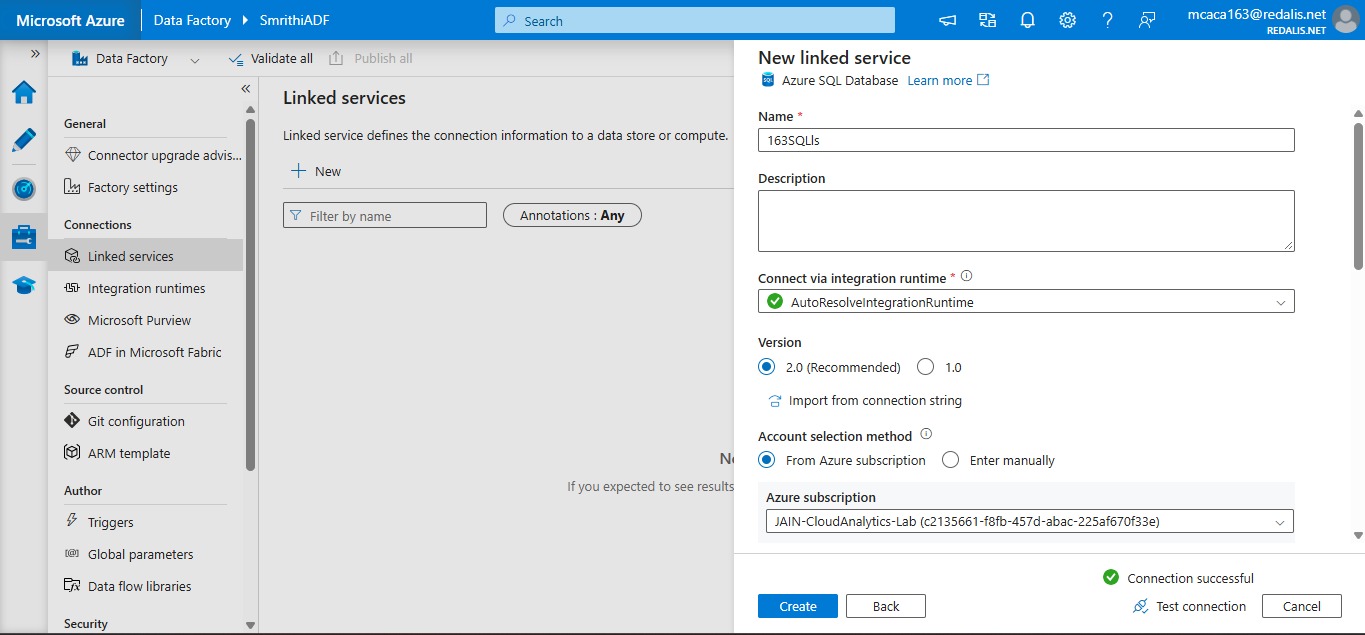 Microsoft Azure
Data Factory
SmrithiADF
Search
mcaca163@redalis.net
REDALIS.NET
Data Factory
Validate all
Publish all
General
Connector upgrade advis...
Factory settings
Connections
Linked services
Integration runtimes
Microsoft Purview
ADF in Microsoft Fabric
Source control
Git configuration
ARM template
Author
Triggers
Global parameters
Data flow libraries
Security
Linked services
Linked service defines the connection information to a data store or compute.
New
Filter by name
Annotations : Any
If you expected to see results
New linked service
SQL
Azure SQL Database Learn more
Name *
163SQLls
Description
Connect via integration runtime *
AutoResolveIntegrationRuntime
Version
2.0 (Recommended) 1.0
Import from connection string
Account selection method
From Azure subscription Enter manually
Azure subscription
JAIN-CloudAnalytics-Lab (c2135661-f8fb-457d-abac-225af670f33e)
Connection successful
Create Back Test connection Cancel